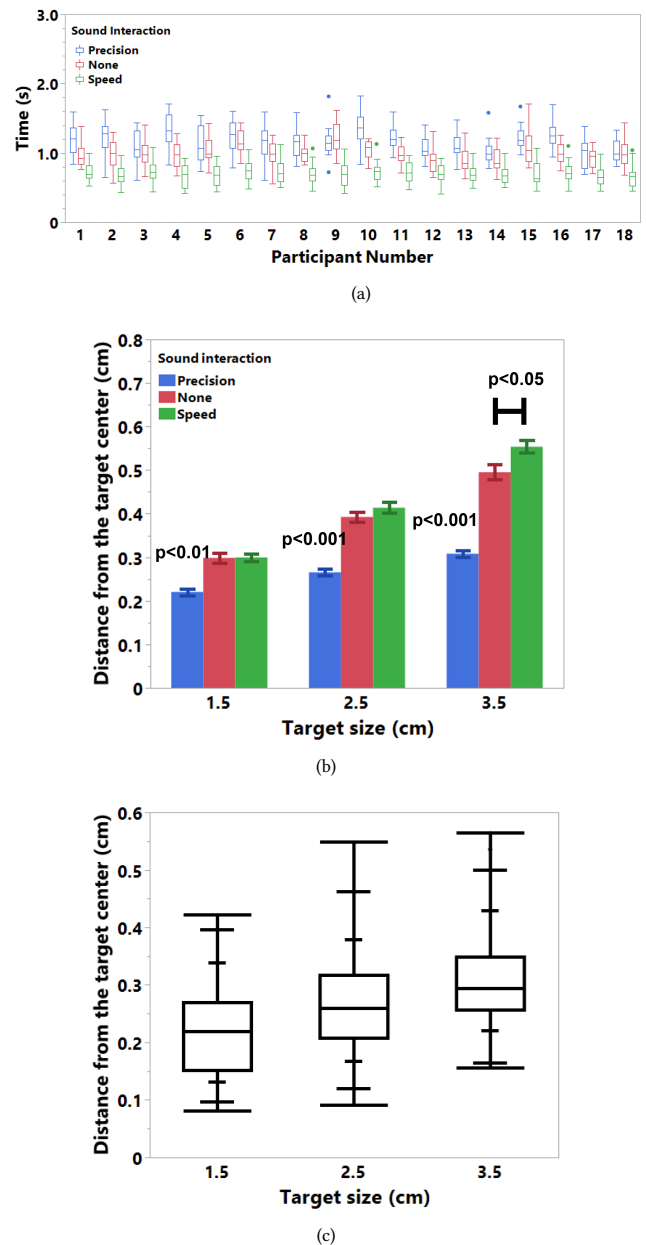 3.0
2.0
1.0
0
Time (s)
Sound Interaction
Precision
None
Speed
1 2 3 4 5 6 7 8 9 10 11 12 13 14 15 16 17 18
Participant Number
(a)
0.8
0.7
0.6
0.5
0.4
0.3
0.2
0.1
0
Distance from the target center (cm)
Sound interaction
Precision
None
Speed
p<0.05
p<0.001
p<0.001
p<0.01
1.5 2.5 3.5
Target size (cm)
(b)
0.6
0.5
0.4
0.3
0.2
0.1
0
Distance from the target center (cm)
1.5 2.5 3.5
Target size (cm)
(c)